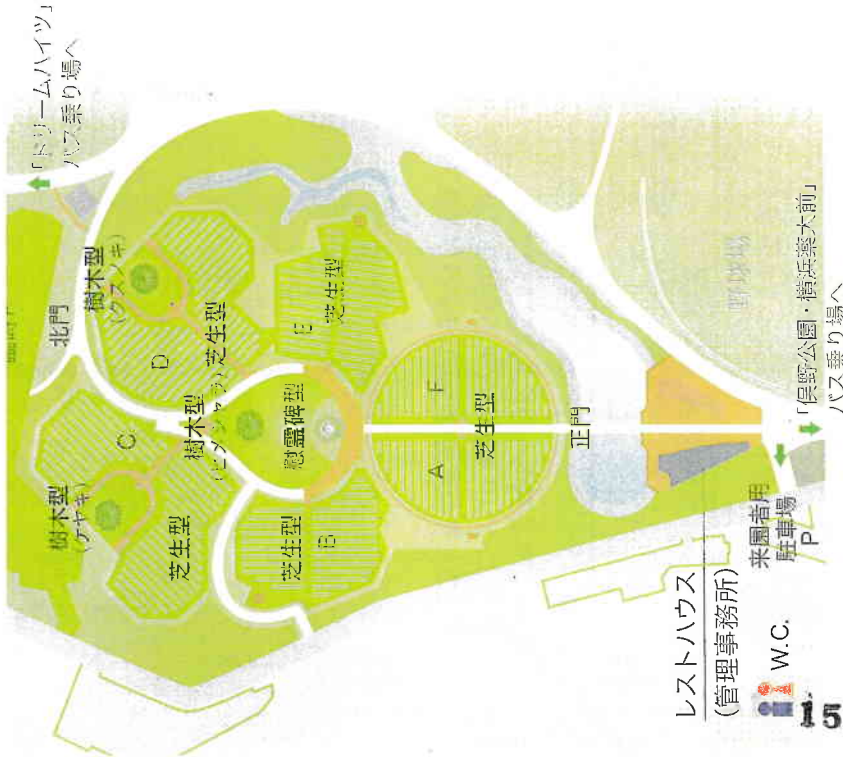 「ドリームハイツ」
バス乗り場へ
北門
樹木型
(クスノキ)
D
芝生型
E
芝生型
樹木型
(ヒメシャラ)
慰霊碑型
C
樹木型
(ケヤキ)
芝生型
芝生型
B
F
A
芝生型
正門
野球場
「俣野公園・横浜薬大前」
バス乗り場へ
来園者用
駐車場
P
レストハウス
(管理事務所)
W.C.
15